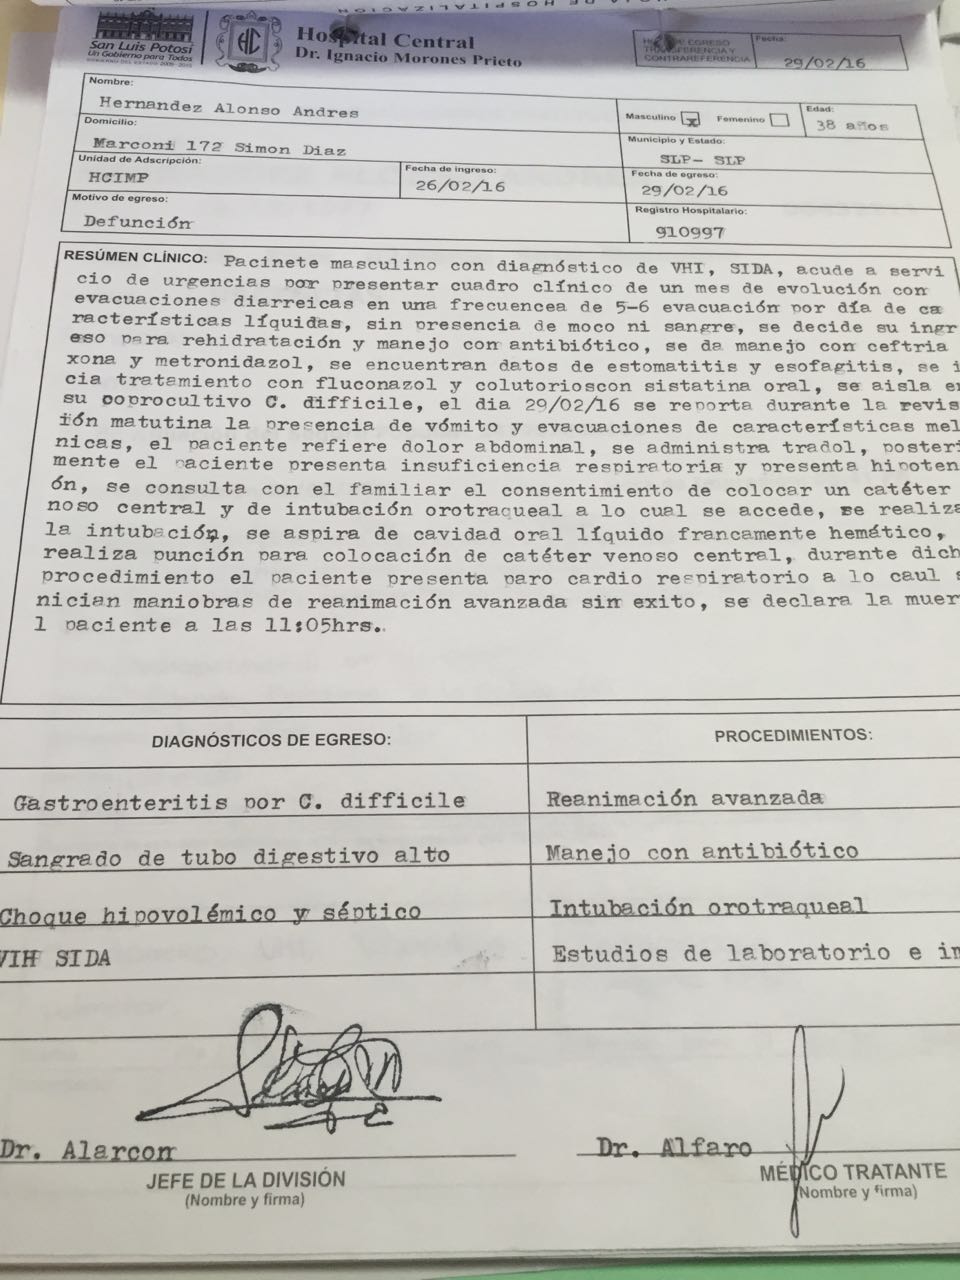 San Luis Potosí
Un Gobierno para Todos
Hospital Central
Dr. Ignacio Morones Prieto
EGRESO
TRANSFERENCIA Y
CONTRAREFERENCIA
Fecha:
29/02/16
Nombre:
Hernandez Alonso Andres
Masculino x Femenino
Edad:
38 años
Domicilio:
Marconi 172 Simon Diaz
Municipio y Estado:
SLP- SLP
Unidad de Adscripción:
HCIMP
Fecha de ingreso:
26/02/16
Fecha de egreso:
29/02/16
Motivo de egreso:
Defunción
Registro Hospitalario:
910997
RESÚMEN CLÍNICO: Pacinete masculino con diagnóstico de VHI, SIDA, acude a servi
cio de urgencias por presentar cuadro clínico de un mes de evolución con
evacuaciones diarreicas en una frecuencea de 5-6 evacuación por día de ca
racterísticas líquidas, sin presencia de moco ni sangre, se decide su ingr
eso para rehidratación y manejo con antibiótico, se da manejo con ceftria
xona y metronidazol, se encuentran datos de estomatitis y esofagitis, se i
cia tratamiento con fluconazol y colutorioscon sistatina oral, se aisla en
su poprocultivo C. difficile, el dia 29/02/16 se reporta durante la revis
ión matutina la presencia de vómito y evacuaciones de características mel
nicas, el paciente refiere dolor abdominal, se administra tradol, posteri
mente el paciente presenta insuficiencia respiratoria y presenta hipoten
ón, se consulta con el familiar el consentimiento de colocar un catéter
noso central y de intubación orotraqueal a lo cual se accede, se realiza
la intubación, se aspira de cavidad oral líquido francamente hemático,
realiza punción para colocación de catéter venoso central, durante dich
procedimiento el paciente presenta paro cardio respiratorio a lo caul s
nician maniobras de reanimación avanzada sin exito, se declara la muer
l paciente a las 11:05hrs.
DIAGNÓSTICOS DE EGRESO:
PROCEDIMIENTOS:
Gastroenteritis por C. difficile
Reanimación avanzada
Sangrado de tubo digestivo alto
Manejo con antibiótico
Choque hipovolémico y séptico
Intubación orotraqueal
VIH SIDA
Estudios de laboratorio e im
Dr. Alarcon
Dr. Alfaro
JEFE DE LA DIVISIÓN
(Nombre y firma)
MÉDICO TRATANTE
(Nombre y firma)